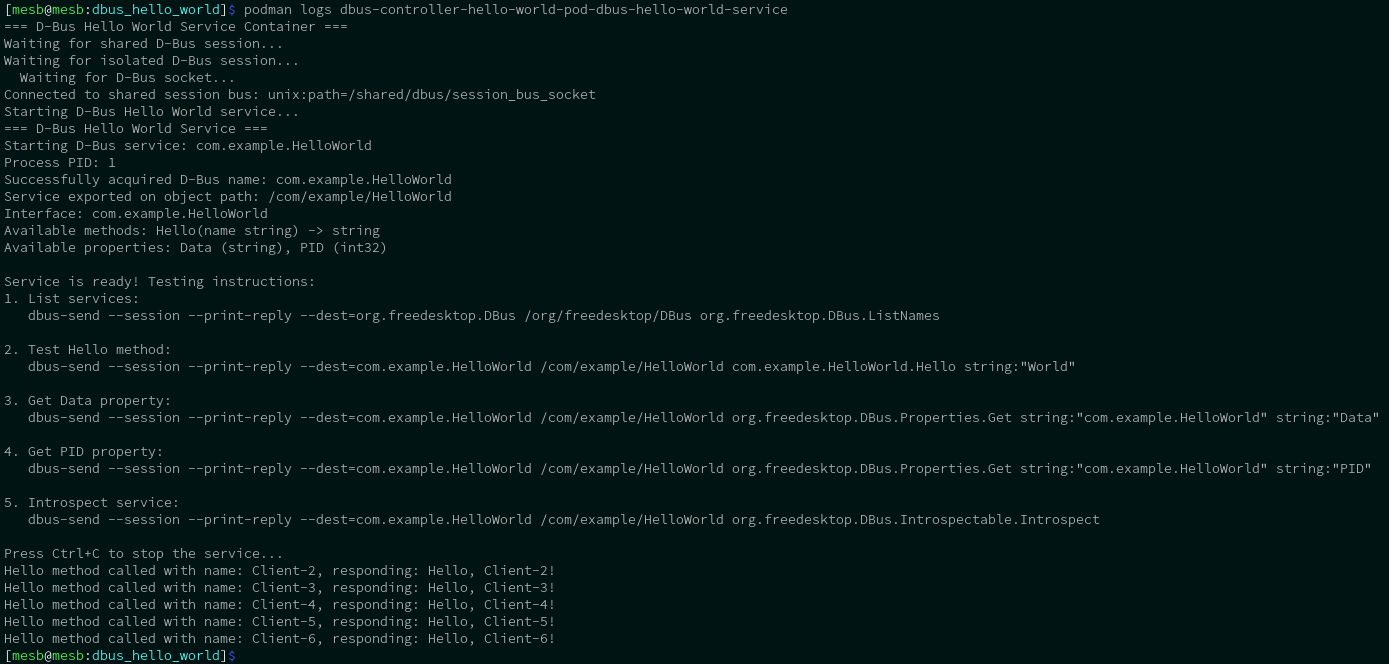 [mesb@mesb:dbus_hello_world]$ podman logs dbus-controller-hello-world-pod-dbus-hello-world-service
=== D-Bus Hello World Service Container ===
Waiting for shared D-Bus session...
Waiting for isolated D-Bus session...
  Waiting for D-Bus socket...
Connected to shared session bus: unix:path=/shared/dbus/session_bus_socket
Starting D-Bus Hello World service...
=== D-Bus Hello World Service ===
Starting D-Bus service: com.example.HelloWorld
Process PID: 1
Successfully acquired D-Bus name: com.example.HelloWorld
Service exported on object path: /com/example/HelloWorld
Interface: com.example.HelloWorld
Available methods: Hello(name string) -> string
Available properties: Data (string), PID (int32)

Service is ready! Testing instructions:
1. List services:
   dbus-send --session --print-reply --dest=org.freedesktop.DBus /org/freedesktop/DBus org.freedesktop.DBus.ListNames

2. Test Hello method:
   dbus-send --session --print-reply --dest=com.example.HelloWorld /com/example/HelloWorld com.example.HelloWorld.Hello string:"World"

3. Get Data property:
   dbus-send --session --print-reply --dest=com.example.HelloWorld /com/example/HelloWorld org.freedesktop.DBus.Properties.Get string:"com.example.HelloWorld" string:"Data"

4. Get PID property:
   dbus-send --session --print-reply --dest=com.example.HelloWorld /com/example/HelloWorld org.freedesktop.DBus.Properties.Get string:"com.example.HelloWorld" string:"PID"

5. Introspect service:
   dbus-send --session --print-reply --dest=com.example.HelloWorld /com/example/HelloWorld org.freedesktop.DBus.Introspectable.Introspect

Press Ctrl+C to stop the service...
Hello method called with name: Client-2, responding: Hello, Client-2!
Hello method called with name: Client-3, responding: Hello, Client-3!
Hello method called with name: Client-4, responding: Hello, Client-4!
Hello method called with name: Client-5, responding: Hello, Client-5!
Hello method called with name: Client-6, responding: Hello, Client-6!
[mesb@mesb:dbus_hello_world]$